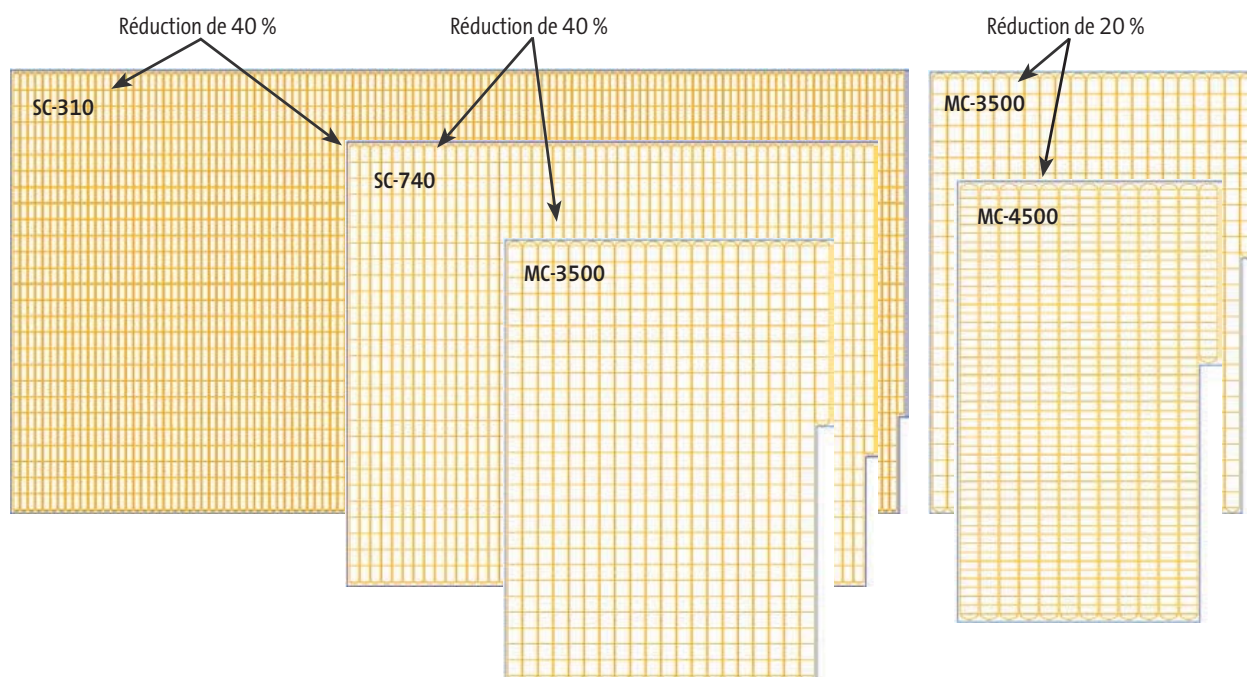 Réduction de 40 %
Réduction de 40 %
Réduction de 20 %
SC-310
MC-3500
SC-740
MC-4500
MC-3500